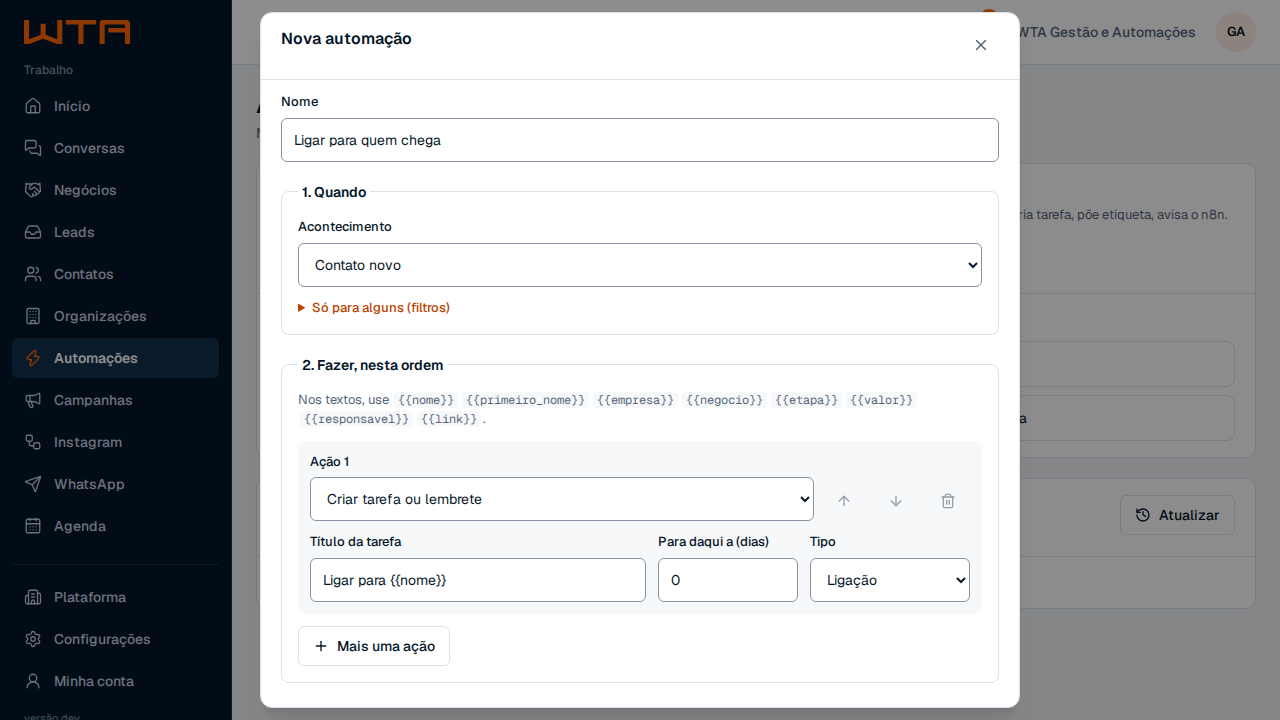 WTA
Trabalho
Início
Conversas
Negócios
Leads
Contatos
Organizações
Automações
Campanhas
Instagram
WhatsApp
Agenda
Plataforma
Configurações
Minha conta
versão dev
WTA Gestão e Automações
GA
Nova automação
Nome
Ligar para quem chega
1. Quando
Acontecimento
Contato novo
Só para alguns (filtros)
2. Fazer, nesta ordem
Nos textos, use {{nome}} {{primeiro_nome}} {{empresa}} {{negocio}} {{etapa}} {{valor}}
{{responsavel}} {{link}} .
Ação 1
Criar tarefa ou lembrete
Título da tarefa
Para daqui a (dias)
Tipo
Ligar para {{nome}}
0
Ligação
Mais uma ação
tarefa, põe etiqueta, avisa o n8n.
Atualizar